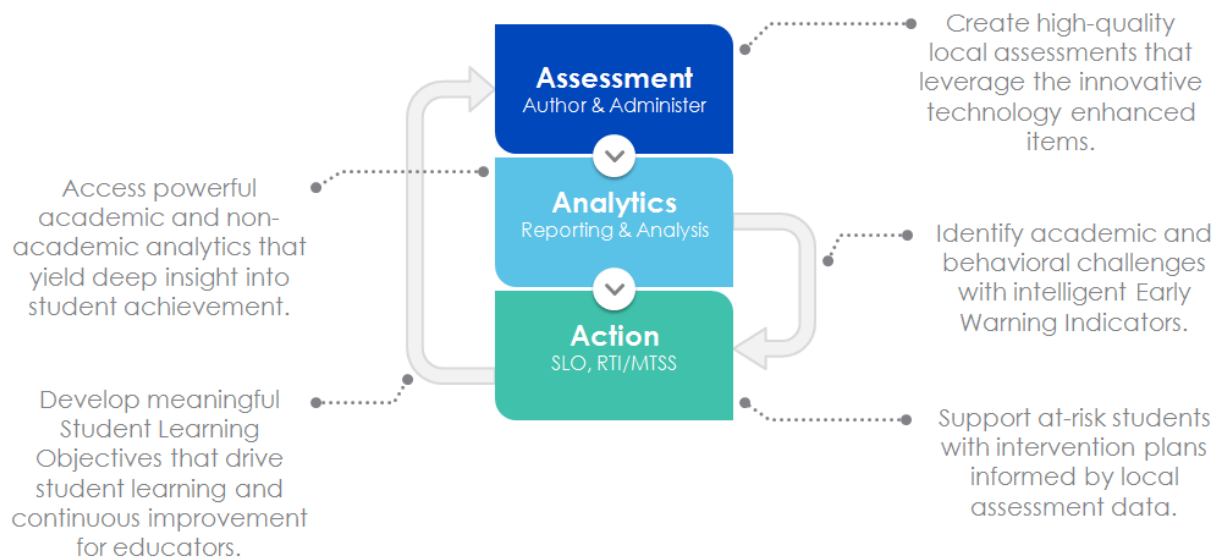 Create high-quality
local assessments that
leverage the innovative
technology enhanced
items.
Assessment
Author & Administer
Access powerful
academic and non-
academic analytics that
yield deep insight into
student achievement.
Analytics
Reporting & Analysis
Identify academic and
behavioral challenges
with intelligent Early
Warning Indicators.
Action
SLO, RTI/MTSS
Develop meaningful
Student Learning
Objectives that drive
student learning and
continuous improvement
for educators.
Support at-risk students
with intervention plans
informed by local
assessment data.